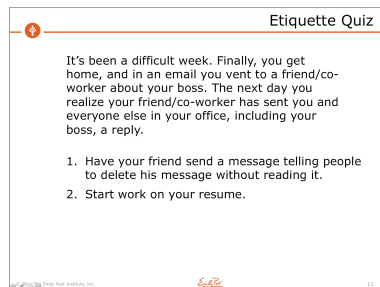 Etiquette Quiz
It's been a difficult week. Finally, you get
home, and in an email you vent to a friend/co-
worker about your boss. The next day you
realize your friend/co-worker has sent you and
everyone else in your office, including your
boss, a reply.
1. Have your friend send a message telling people
to delete his message without reading it.
2. Start work on your resume.
Emily Post Institute, Inc.
Emily Post
13